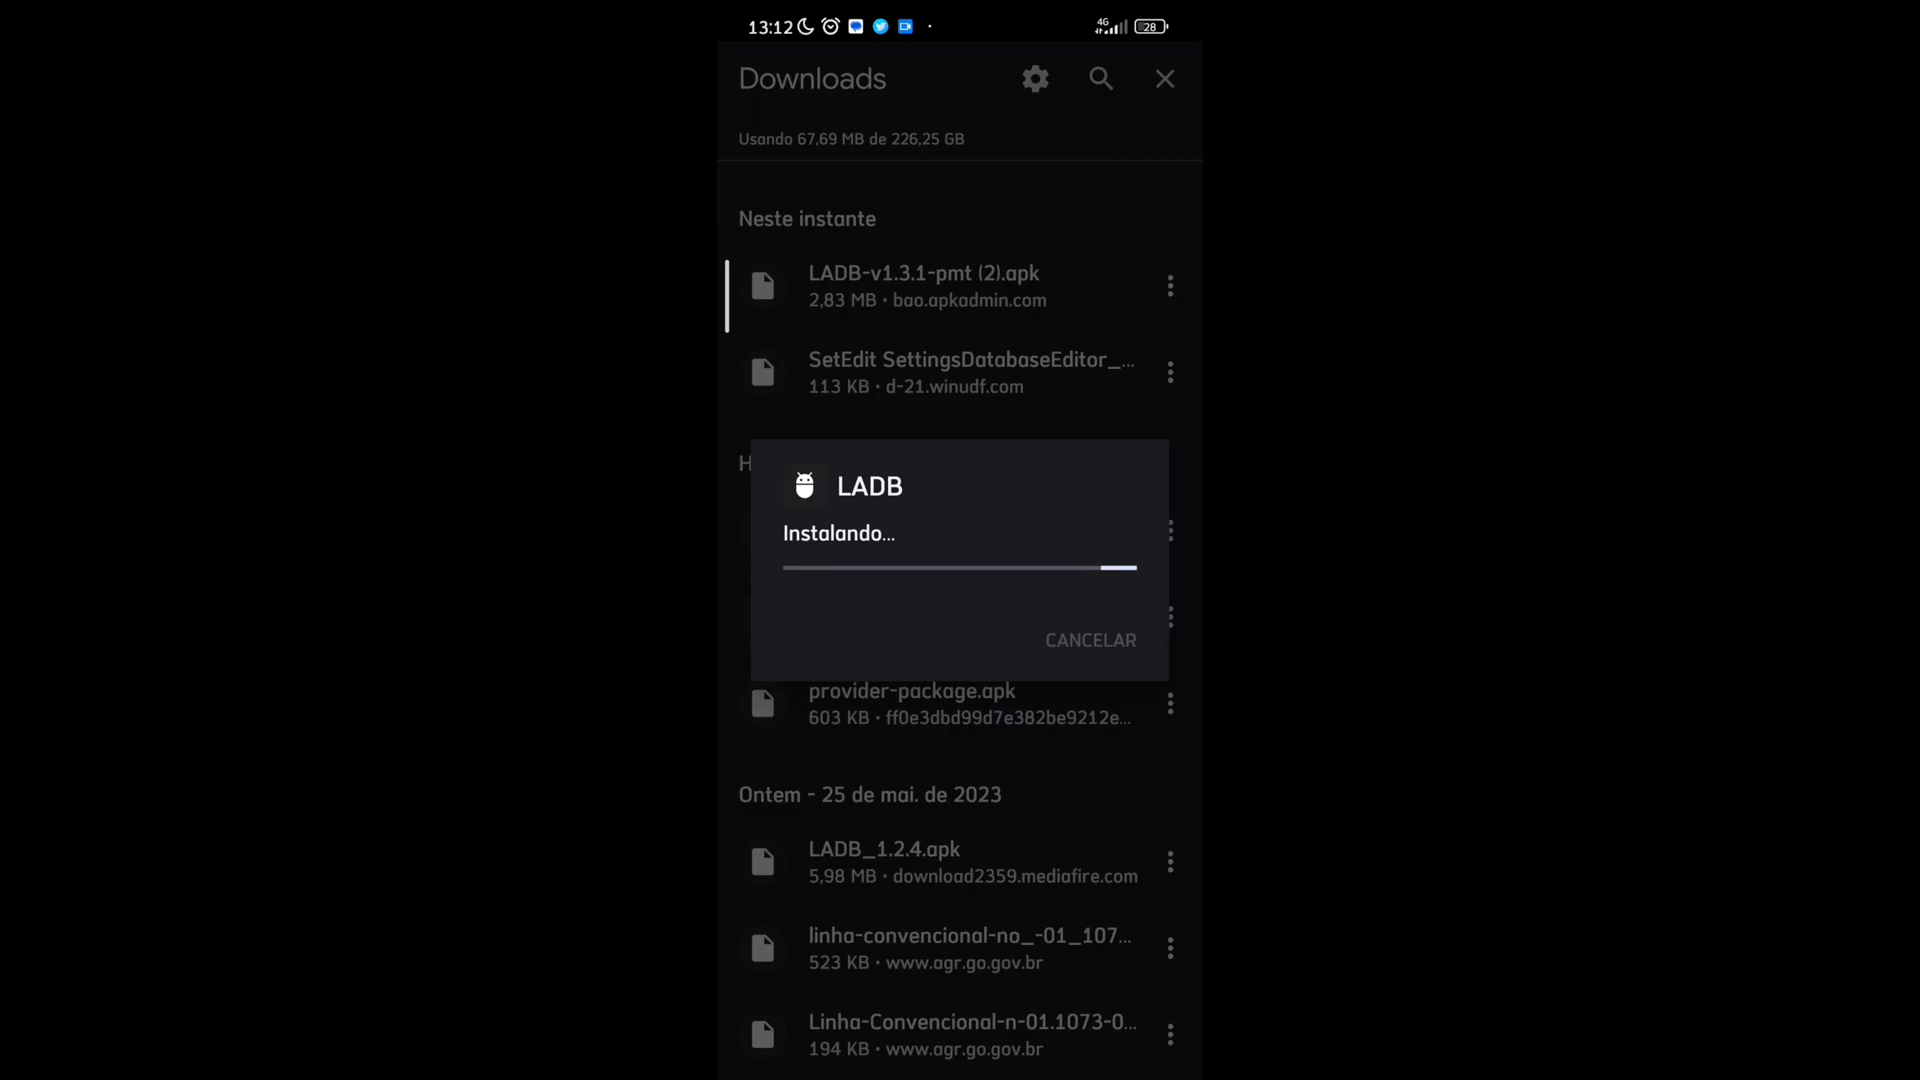 13:12
4G
28
Downloads
Usando 67,69 MB de 226,25 GB
Neste instante
LADB-v1.3.1-pmt (2).apk
2,83 MB • bao.apkadmin.com
SetEdit SettingsDatabaseEditor_...
113 KB • d-21.winudf.com
H
LADB
Instalando...
CANCELAR
provider-package.apk
603 KB • ff0e3dbd99d7e382be9212e...
Ontem - 25 de mai. de 2023
LADB_1.2.4.apk
5,98 MB • download2359.mediafire.com
linha-convencional-no_-01_107...
523 KB • www.agr.go.gov.br
Linha-Convencional-n-01.1073-0...
194 KB • www.agr.go.gov.br